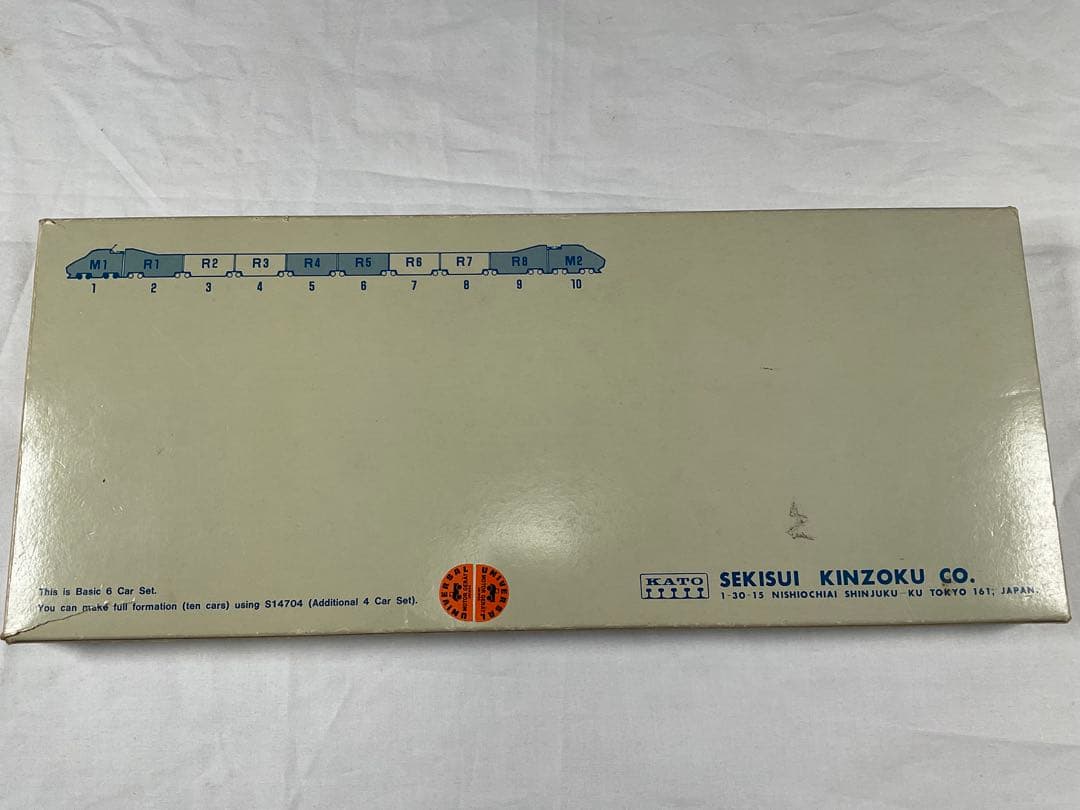 M1 R1 R2 R3 R4 R5 R6 R7 R8 M2
1 2 3 4 5 6 7 8 9 10
This is Basic 6 Car Set.
You can make full formation (ten cars) using S14704 (Additional 4 Car Set).
UNIVERSAL
UNIVERSAL
KATO
SEKISUI KINZOKU CO.
1-30-15 NISHIOCHIAI SHINJUKU-KU TOKYO 161, JAPAN.